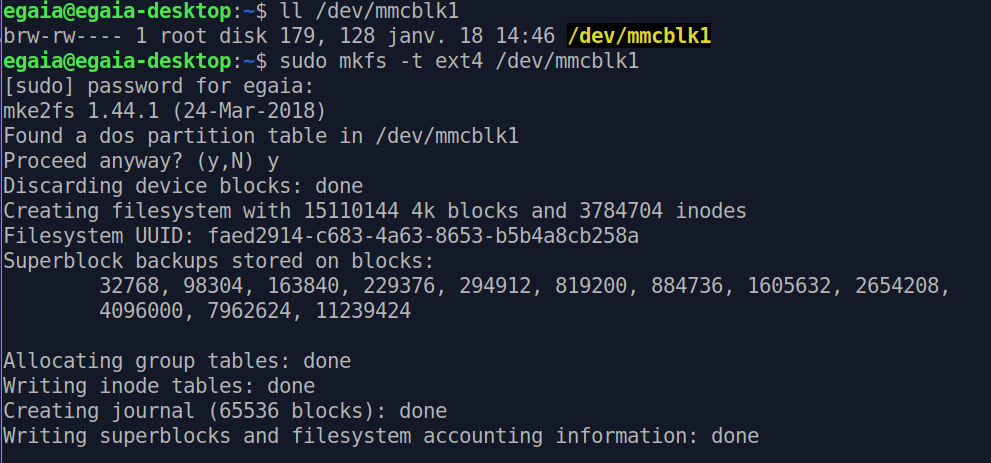 egaia@egaia-desktop:~$ ll /dev/mmcblk1
brw-rw---- 1 root disk 179, 128 janv. 18 14:46 /dev/mmcblk1
egaia@egaia-desktop:~$ sudo mkfs -t ext4 /dev/mmcblk1
[sudo] password for egaia:
mke2fs 1.44.1 (24-Mar-2018)
Found a dos partition table in /dev/mmcblk1
Proceed anyway? (y,N) y
Discarding device blocks: done
Creating filesystem with 15110144 4k blocks and 3784704 inodes
Filesystem UUID: faed2914-c683-4a63-8653-b5b4a8cb258a
Superblock backups stored on blocks:
32768, 98304, 163840, 229376, 294912, 819200, 884736, 1605632, 2654208,
4096000, 7962624, 11239424
Allocating group tables: done
Writing inode tables: done
Creating journal (65536 blocks): done
Writing superblocks and filesystem accounting information: done